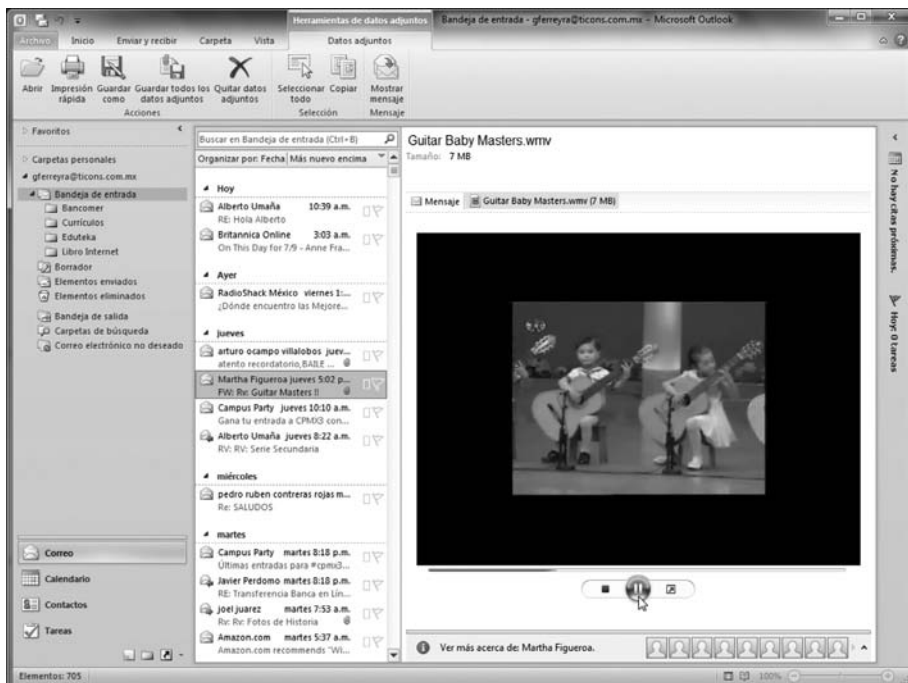 Herramientas de datos adjuntos
Bandeja de entrada - gferreyra@ticons.com.mx - Microsoft Outlook
Archivo Inicio Enviar y recibir Carpeta Vista Datos adjuntos
Abrir
Impresión rápida
Guardar como
Guardar todos los datos adjuntos
Quitar datos adjuntos
Seleccionar todo
Copiar
Mostrar mensaje
Acciones Selección Mensaje
Favoritos
Carpetas personales
gferreyra@ticons.com.mx
Bandeja de entrada
Bancomer
Currículos
Eduteka
Libro Internet
Borrador
Elementos enviados
Elementos eliminados
Bandeja de salida
Carpetas de búsqueda
Correo electrónico no deseado
Correo
Calendario
Contactos
Tareas
Buscar en Bandeja de entrada (Ctrl+B)
Organizar por: Fecha Más nuevo encima
Hoy
Alberto Umaña 10:39 a.m.
RE: Hola Alberto
Britannica Online 3:03 a.m.
On This Day for 7/9 - Anne Fra...
Ayer
RadioShack México viernes 1:...
¿Dónde encuentro las Mejore...
jueves
arturo ocampo villalobos juev...
atento recordatorio,BAILE ...
Martha Figueroa jueves 5:02 p...
FW: Rv: Guitar Masters !!
Campus Party jueves 10:10 a.m.
Gana tu entrada a CPMX3 con...
Alberto Umaña jueves 8:22 a.m.
RV: RV: Serie Secundaria
miércoles
pedro ruben contreras rojas m...
Re: SALUDOS
martes
Campus Party martes 8:18 p.m.
Últimas entradas para #cpmx3...
Javier Perdomo martes 8:18 p.m.
RE: Transferencia Banca en Lín...
joel juarez martes 7:53 a.m.
Rv: Rv: Fotos de Historia
Amazon.com martes 5:37 a.m.
Amazon.com recommends "Wi...
Guitar Baby Masters.wmv
Tamaño: 7 MB
Mensaje Guitar Baby Masters.wmv (7 MB)
Ver más acerca de: Martha Figueroa.
No hay citas próximas.
Hoy: 0 tareas
Elementos: 705
100%